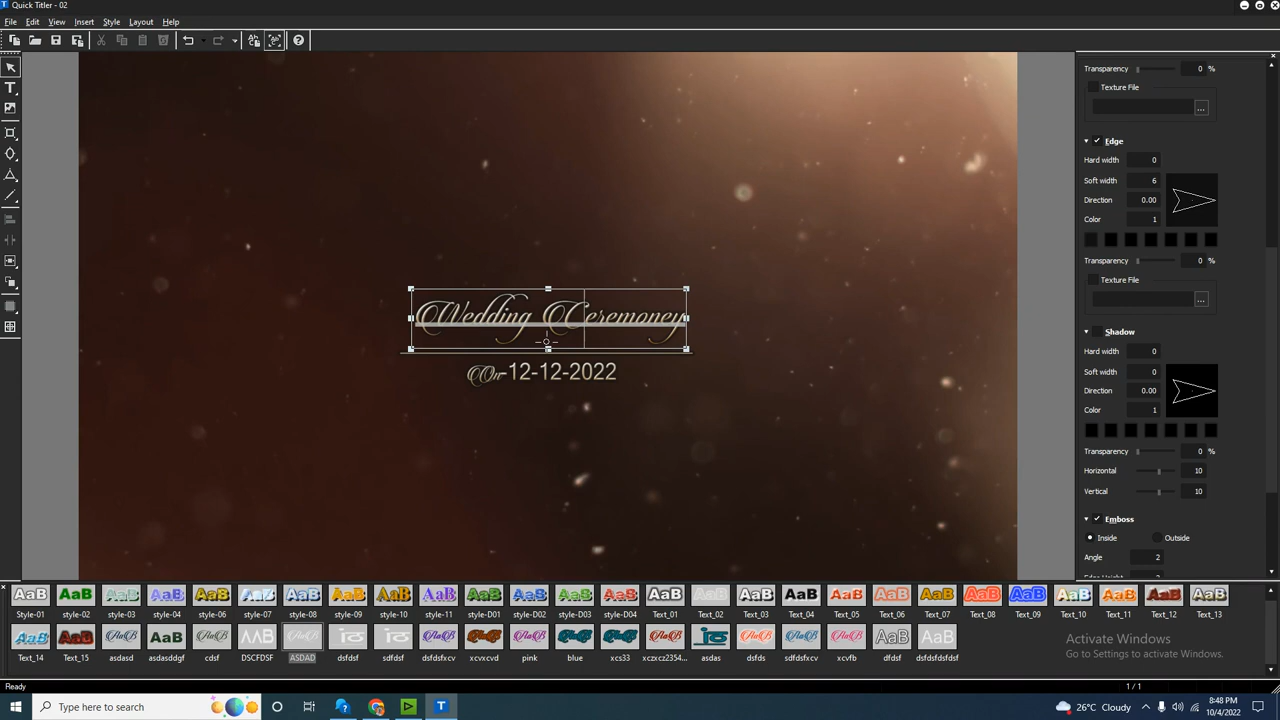 Quick Titler - 02
File Edit View Insert Style Layout Help
Transparency 0 %
Texture File
...
Edge
Hard width 0
Soft width 6
Direction 0.00
Color 1
Transparency 0 %
Texture File
...
Shadow
Hard width 0
Soft width 0
Direction 0.00
Color 1
Transparency 0 %
Horizontal 10
Vertical 10
Emboss
Inside Outside
Angle 2
Wedding Ceremoney
On-12-12-2022
Style-01 style-02 style-03 style-04 style-06 style-07 style-08 style-09 style-10 style-11 style-D01 style-D02 style-D03 style-D04 Text_01 Text_02 Text_03 Text_04 Text_05 Text_06 Text_07 Text_08 Text_09 Text_10 Text_11 Text_12 Text_13
Text_14 Text_15 asdasd asdasddgf cdsf DSCFDSF ASDAD dsfdsf sdfdsf dsfdsfxcv xcvxcvd pink blue xcs33 xczxcz2354... asdas dsfds sdfdsfxcv xcvfb dfdsf dsfdsfdsfdsf
Activate Windows
Go to Settings to activate Windows.
Ready
1 / 1
Type here to search
26°C Cloudy
8:48 PM
10/4/2022